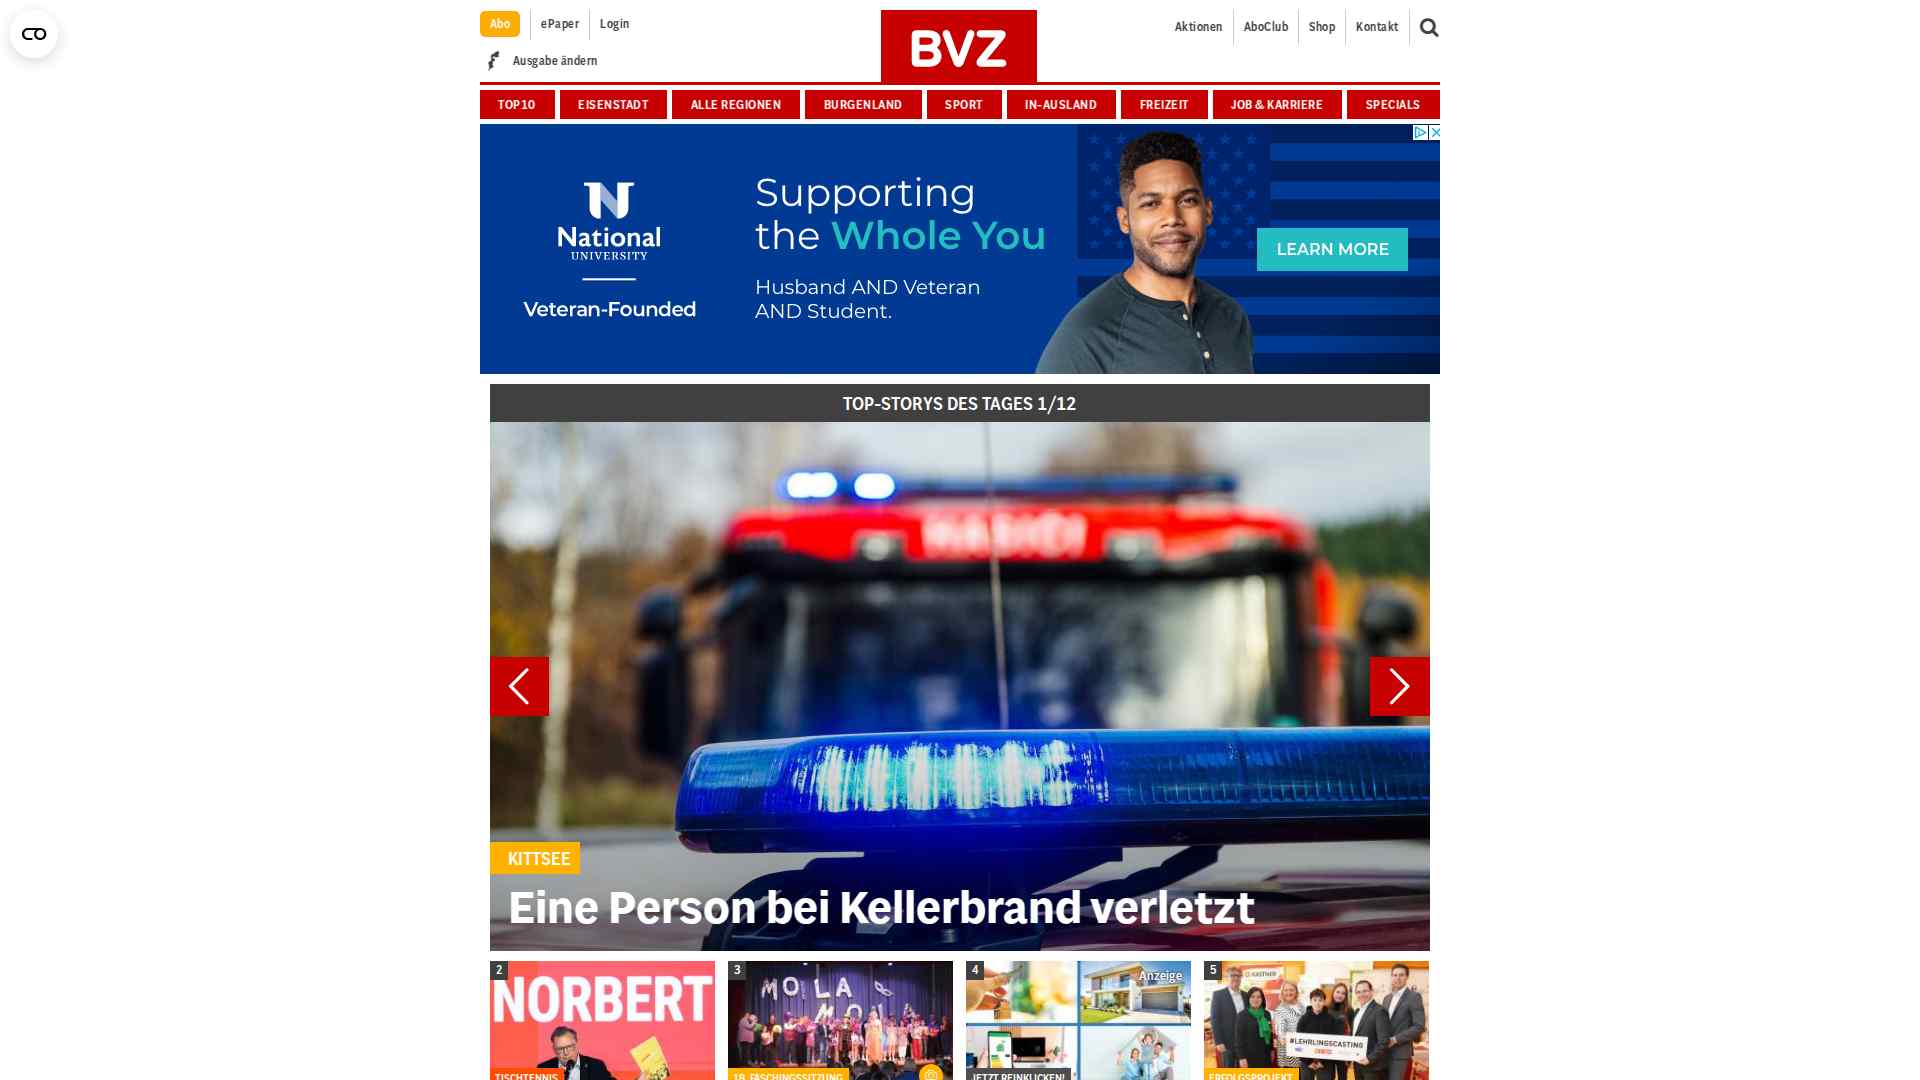 Abo
ePaper
Login
Ausgabe ändern
BVZ
Aktionen
AboClub
Shop
Kontakt
TOP10
EISENSTADT
ALLE REGIONEN
BURGENLAND
SPORT
IN-AUSLAND
FREIZEIT
JOB & KARRIERE
SPECIALS
N
National
UNIVERSITY
Veteran-Founded
Supporting
the Whole You
Husband AND Veteran
AND Student.
LEARN MORE
TOP-STORYS DES TAGES 1/12
KITTSEE
Eine Person bei Kellerbrand verletzt
2
NORBERT
TISCHTENNIS
3
MOLA
MOLA
19. FASCHINGSSITZUNG
4
Anzeige
JETZT REINKLICKEN!
5
KASTNER
#LEHRLINGSCASTING
ERFOLGSPROJEKT